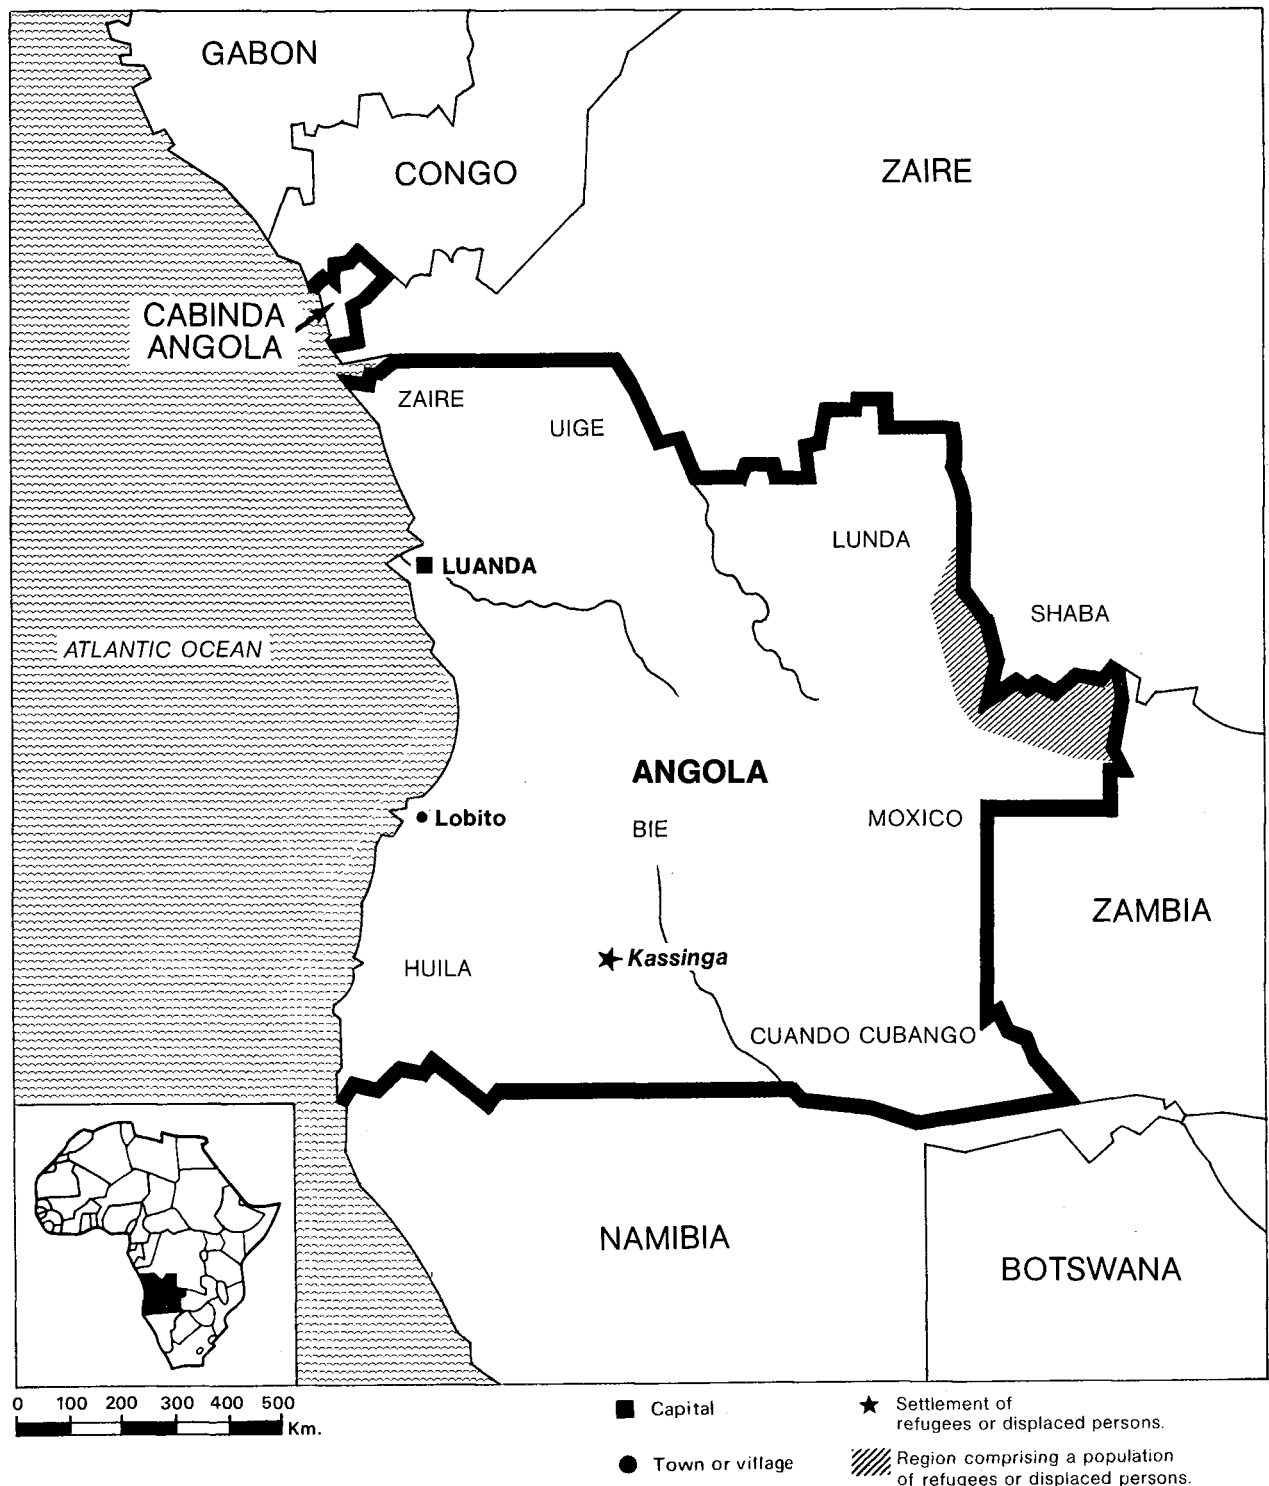 GABON
CONGO
ZAIRE
CABINDA
ANGOLA
ZAIRE
UIGE
LUNDA
LUANDA
SHABA
ATLANTIC OCEAN
ANGOLA
Lobito
BIE
MOXICO
ZAMBIA
Kassinga
HUILA
CUANDO CUBANGO
NAMIBIA
BOTSWANA
0 100 200 300 400 500
Km.
Capital
Town or village
Settlement of
refugees or displaced persons.
Region comprising a population
of refugees or displaced persons.